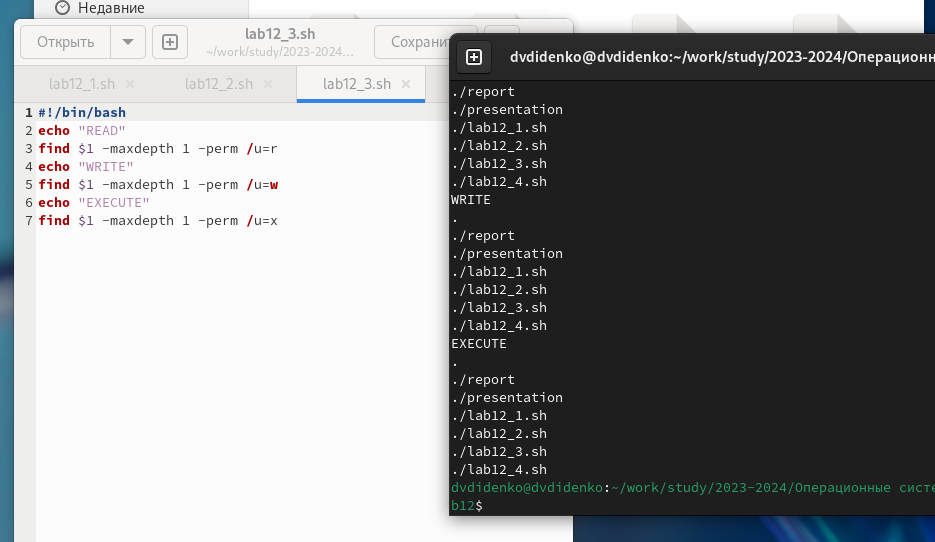 Недавние
Открыть
lab12_3.sh
~/work/study/2023-2024...
lab12_1.sh
lab12_2.sh
lab12_3.sh
1 #!/bin/bash
2 echo "READ"
3 find $1 -maxdepth 1 -perm /u=r
4 echo "WRITE"
5 find $1 -maxdepth 1 -perm /u=w
6 echo "EXECUTE"
7 find $1 -maxdepth 1 -perm /u=x
dvdidenko@dvdidenko:~/work/study/2023-2024/Операционн
./report
./presentation
./lab12_1.sh
./lab12_2.sh
./lab12_3.sh
./lab12_4.sh
WRITE
.
./report
./presentation
./lab12_1.sh
./lab12_2.sh
./lab12_3.sh
./lab12_4.sh
EXECUTE
.
./report
./presentation
./lab12_1.sh
./lab12_2.sh
./lab12_3.sh
./lab12_4.sh
dvdidenko@dvdidenko:~/work/study/2023-2024/Операционные систе
b12$